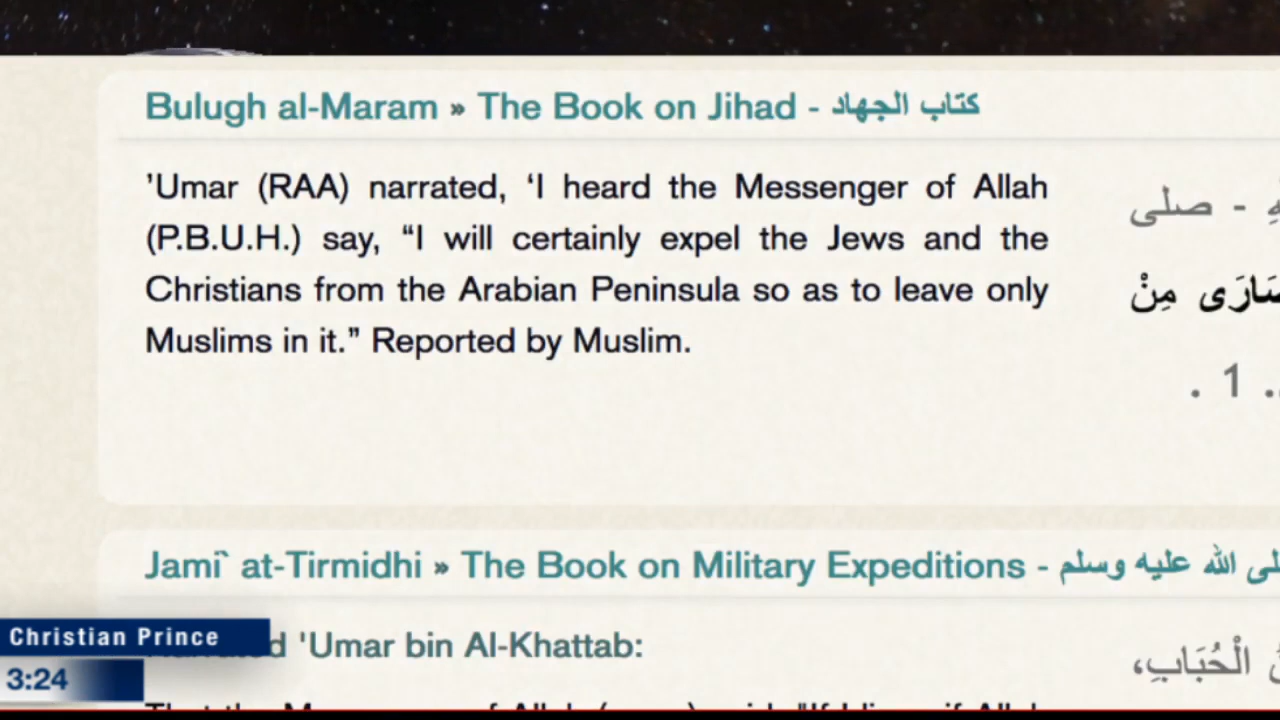 Bulugh al-Maram » The Book on Jihad - كتاب الجهاد
'Umar (RAA) narrated, ‘I heard the Messenger of Allah
(P.B.U.H.) say, “I will certainly expel the Jews and the
Christians from the Arabian Peninsula so as to leave only
Muslims in it.” Reported by Muslim.
- صلى
مِنْ
. 1 .
Jami` at-Tirmidhi » The Book on Military Expeditions - الله عليه وسلم
'Umar bin Al-Khattab:
الْحُبَابِ،
Christian Prince
3:24